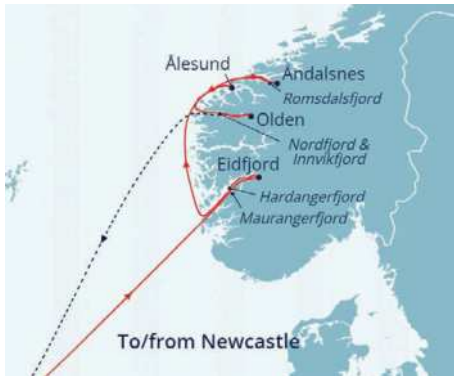 Ålesund
Åndalsnes
Romsdalsfjord
Olden
Nordfjord &
Innvikfjord
Eidfjord
Hardangerfjord
Maurangerfjord
To/from Newcastle